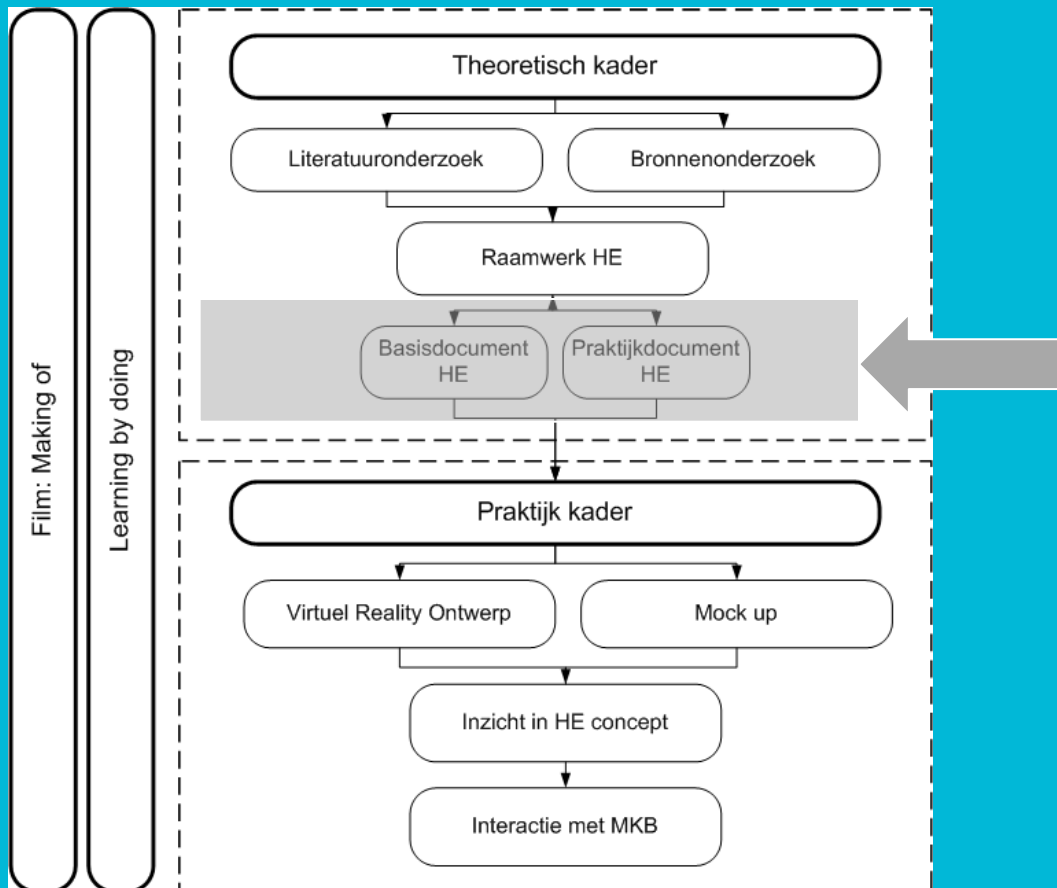 Film: Making of
Learning by doing
Theoretisch kader
Literatuuronderzoek
Bronnenonderzoek
Raamwerk HE
Basisdocument
HE
Praktijkdocument
HE
Praktijk kader
Virtuel Reality Ontwerp
Mock up
Inzicht in HE concept
Interactie met MKB